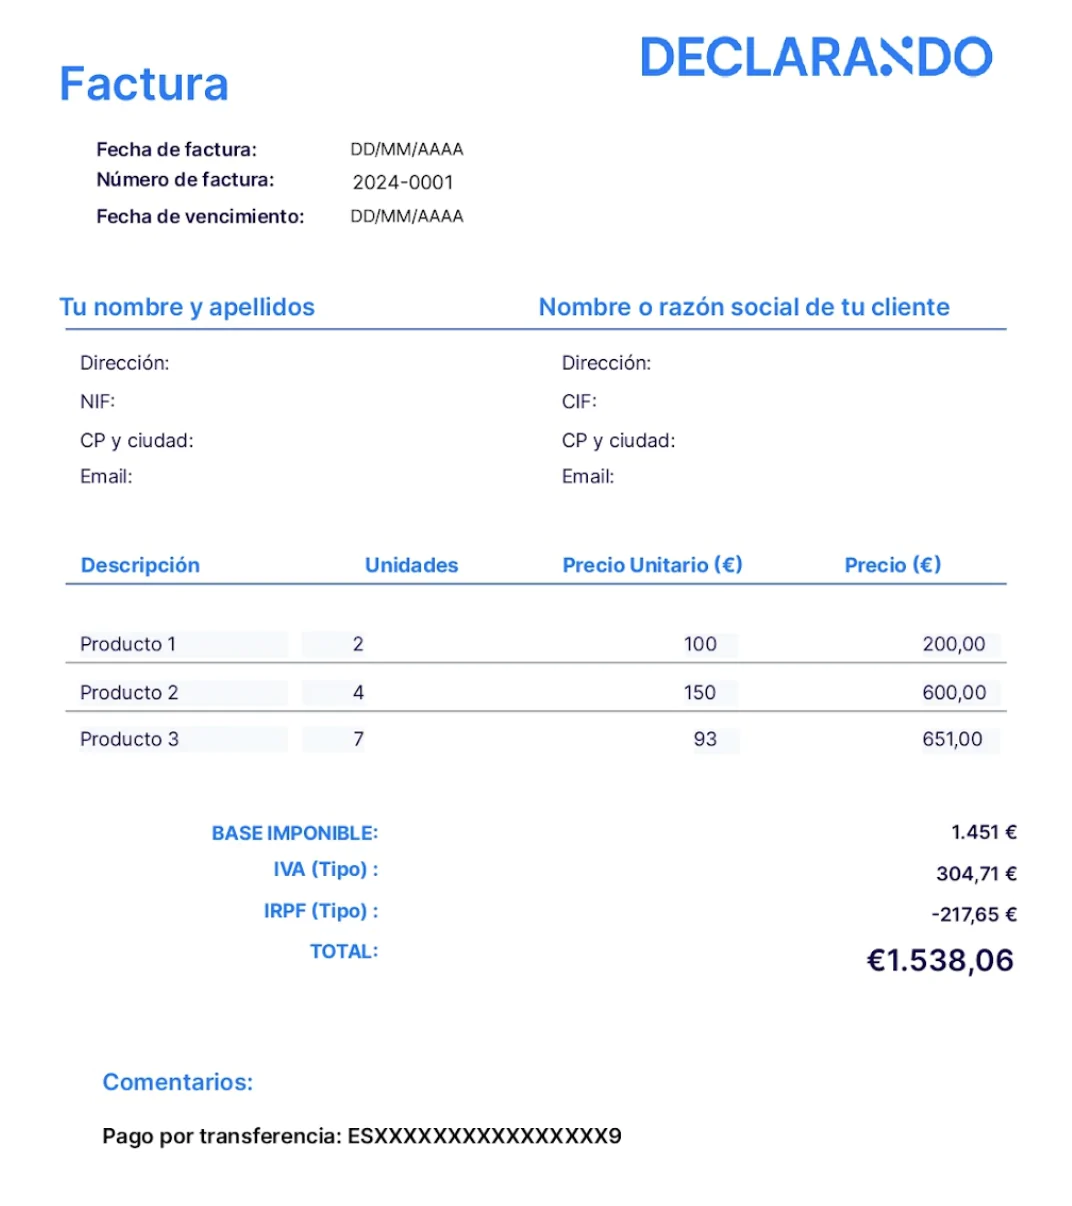 DECLARANDO
Factura
Fecha de factura: DD/MM/AAAA
Número de factura: 2024-0001
Fecha de vencimiento: DD/MM/AAAA
Tu nombre y apellidos Nombre o razón social de tu cliente
Dirección: Dirección:
NIF: CIF:
CP y ciudad: CP y ciudad:
Email: Email:
Descripción Unidades Precio Unitario (€) Precio (€)
Producto 1 2 100 200,00
Producto 2 4 150 600,00
Producto 3 7 93 651,00
BASE IMPONIBLE: 1.451 €
IVA (Tipo) : 304,71 €
IRPF (Tipo) : -217,65 €
TOTAL: €1.538,06
Comentarios:
Pago por transferencia: ESXXXXXXXXXXXXXXXX9